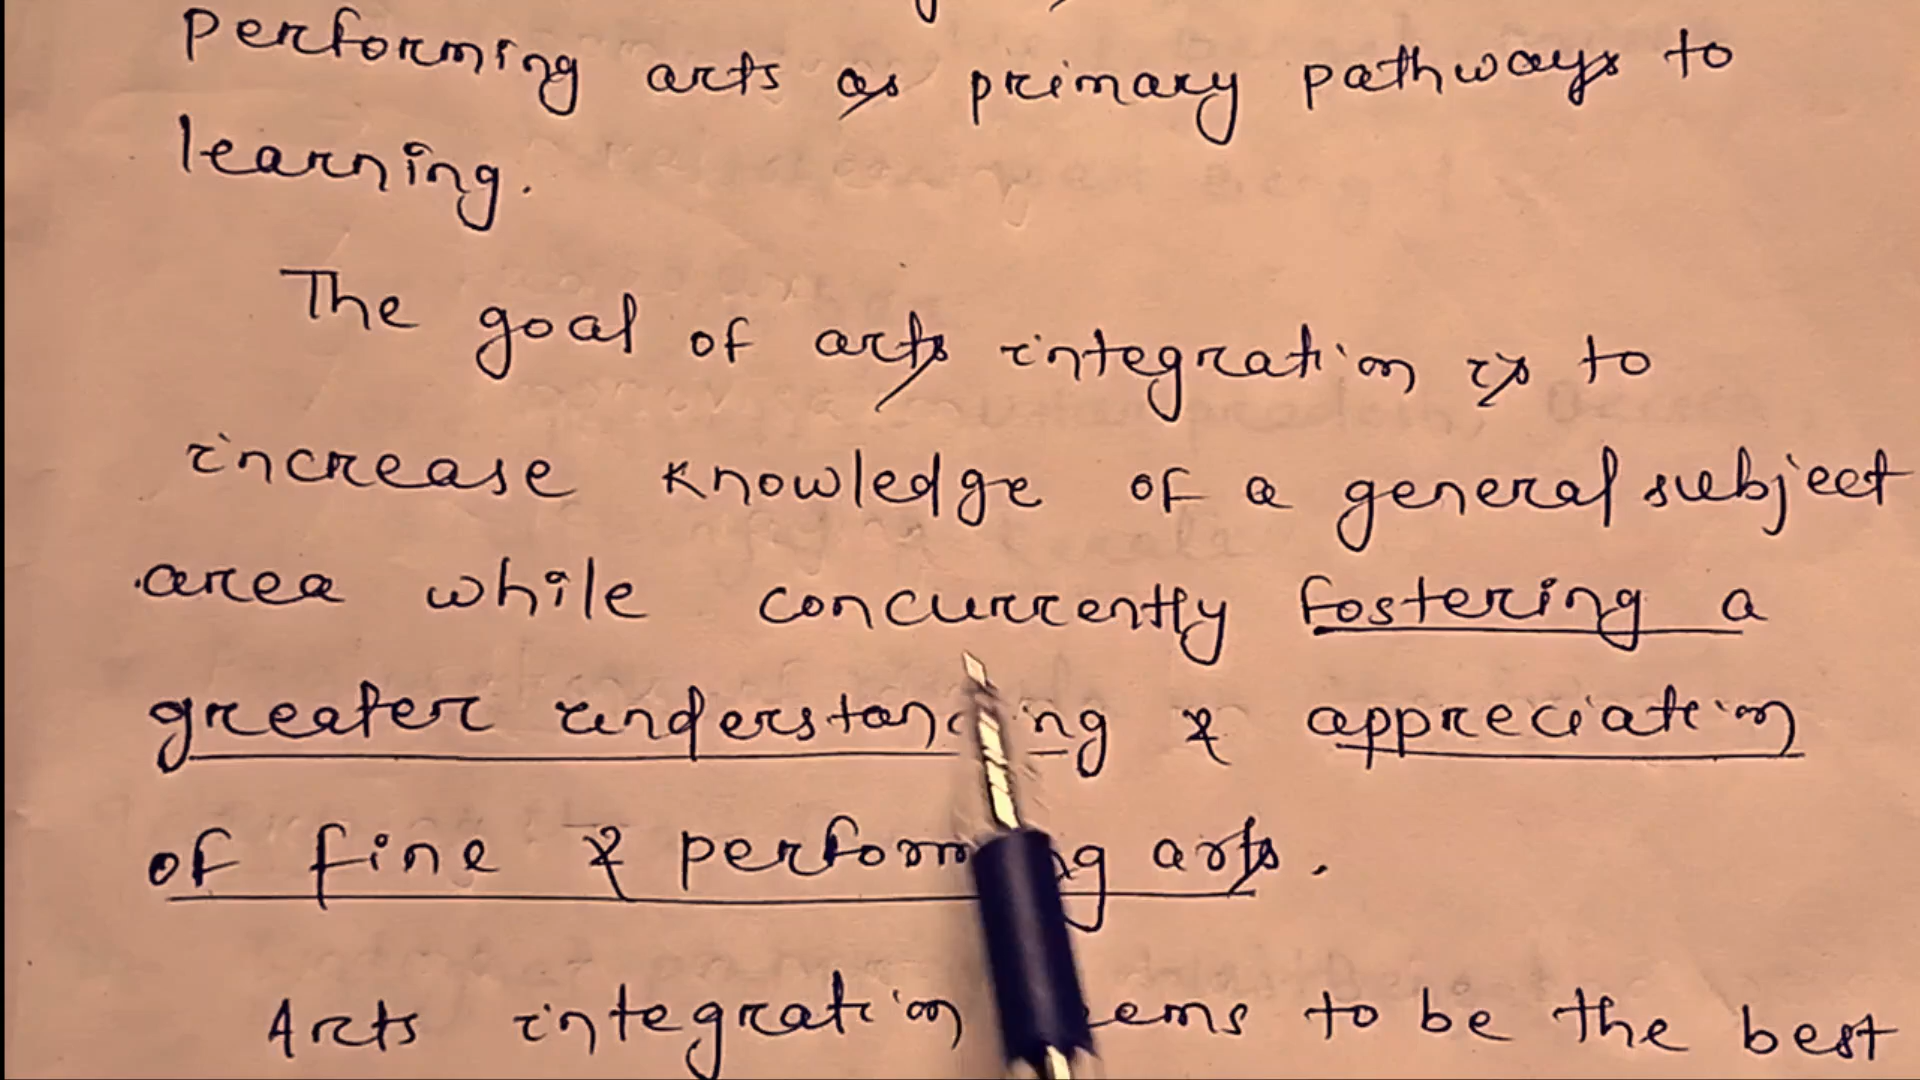 Performing arts as primary pathways to
learning.
The goal of arts integration is to
increase knowledge of a general subject
area while concurrently fostering a
greater understanding & appreciation
of fine & performing arts.
Arts integration seems to be the best